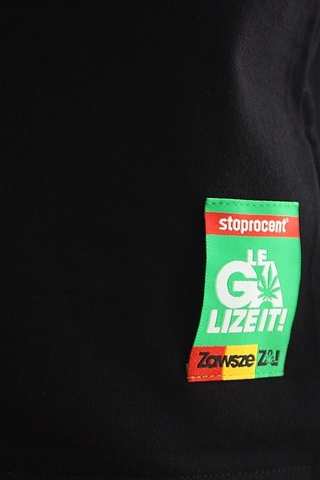 stoprocent®
LE
GA
LIZE IT!
Zawsze ZA!